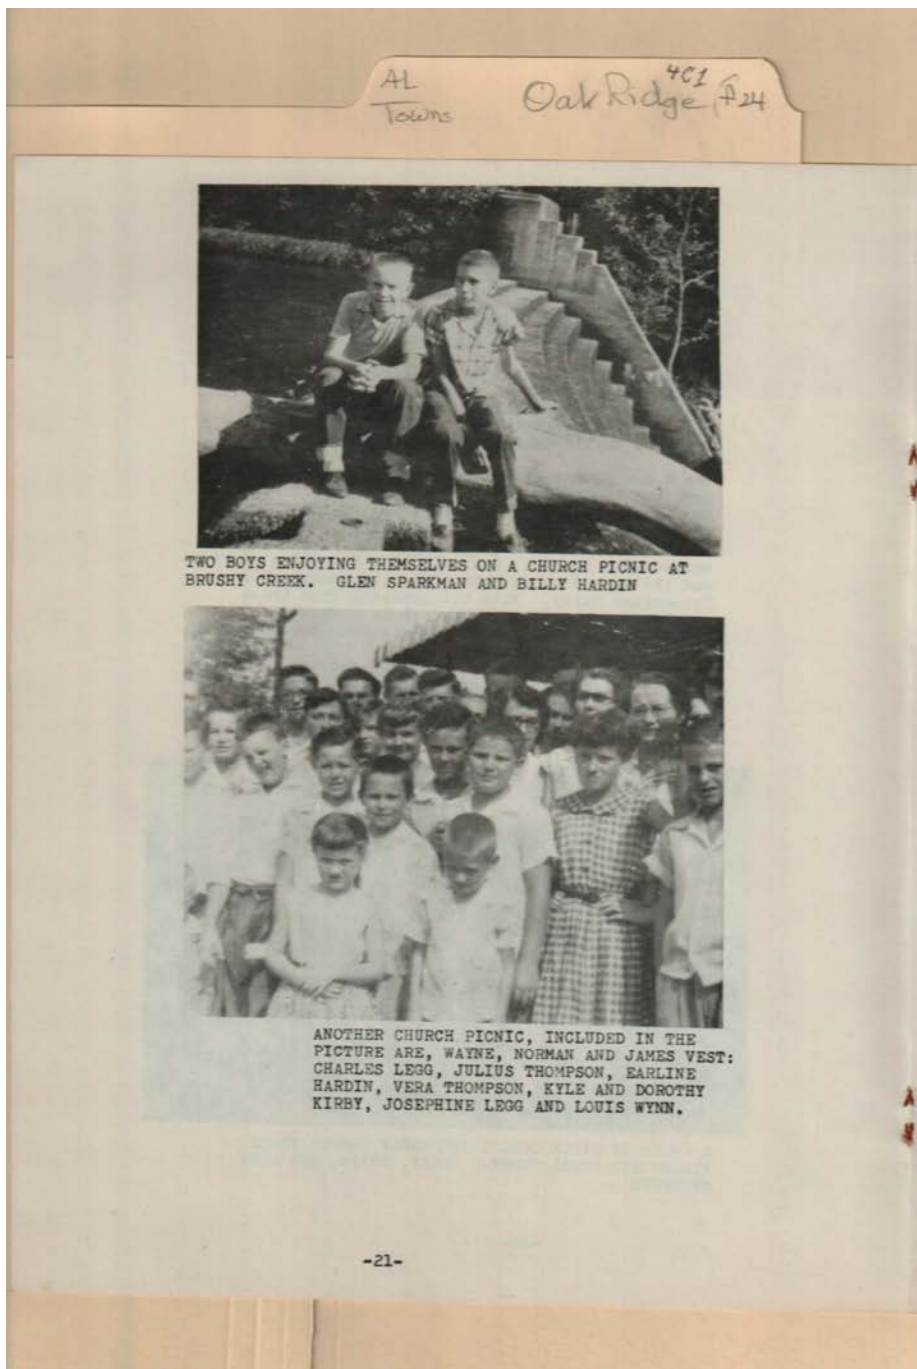 AL
Towns
4C1
Oak Ridge, #24
TWO BOYS ENJOYING THEMSELVES ON A CHURCH PICNIC AT
BRUSHY CREEK. GLEN SPARKMAN AND BILLY HARDIN
ANOTHER CHURCH PICNIC, INCLUDED IN THE
PICTURE ARE, WAYNE, NORMAN AND JAMES VEST:
CHARLES LEGG, JULIUS THOMPSON, EARLINE
HARDIN, VERA THOMPSON, KYLE AND DOROTHY
KIRBY, JOSEPHINE LEGG AND LOUIS WYNN.
-21-